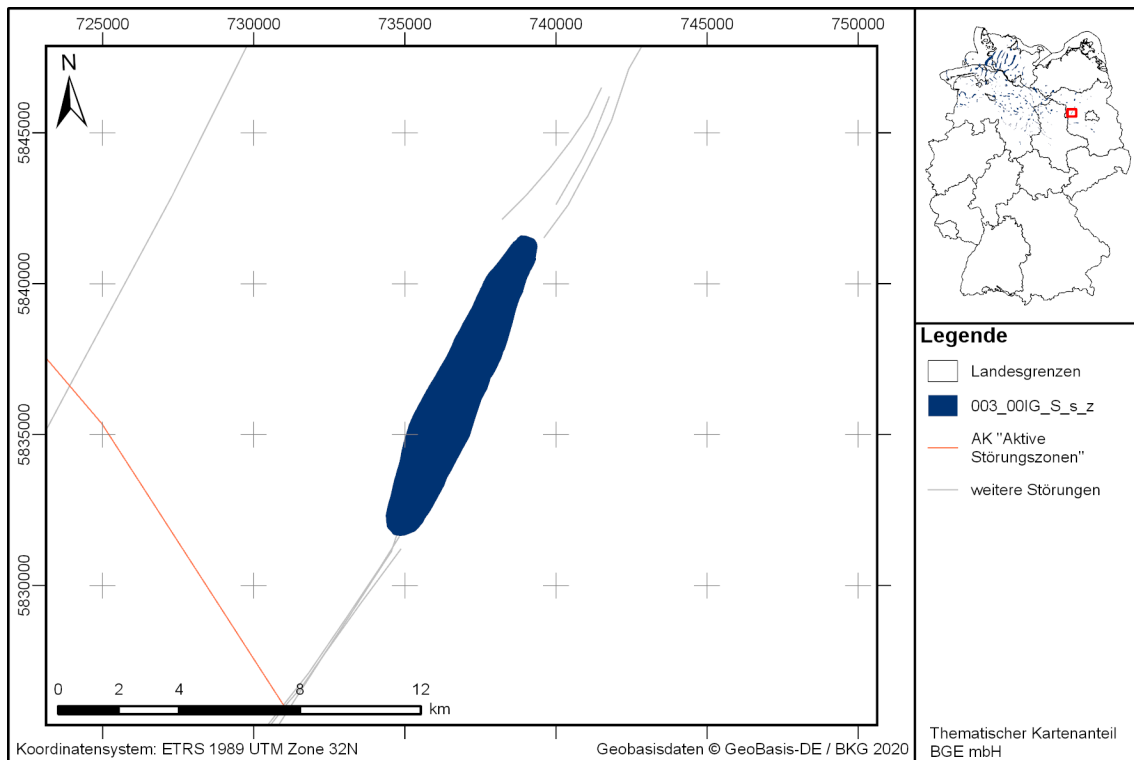 725000 730000 735000 740000 745000 750000
N
5845000
5840000
5835000
5830000
0 2 4 8 12
km
Koordinatensystem: ETRS 1989 UTM Zone 32N
Geobasisdaten © GeoBasis-DE / BKG 2020
Legende
Landesgrenzen
003_00IG_S_s_z
AK "Aktive
Störungszonen"
weitere Störungen
Thematischer Kartenanteil
BGE mbH